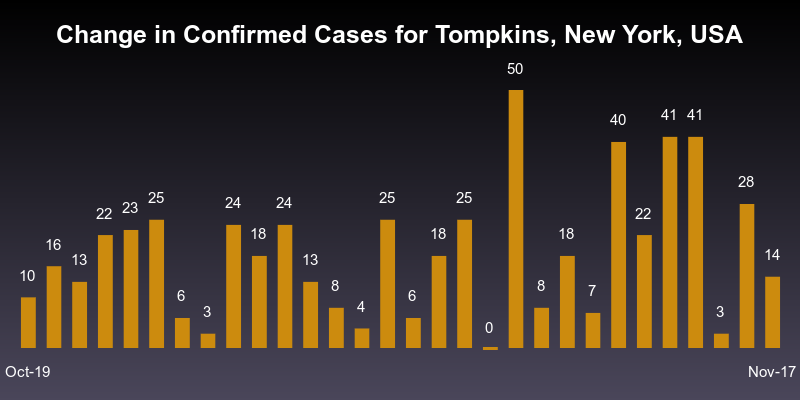 Change in Confirmed Cases for Tompkins, New York, USA
10 16 13 22 23 25 6 3 24 18 24 13 8 4 25 6 18 25 0 50 8 18 7 40 22 41 41 3 28 14
Oct-19 Nov-17